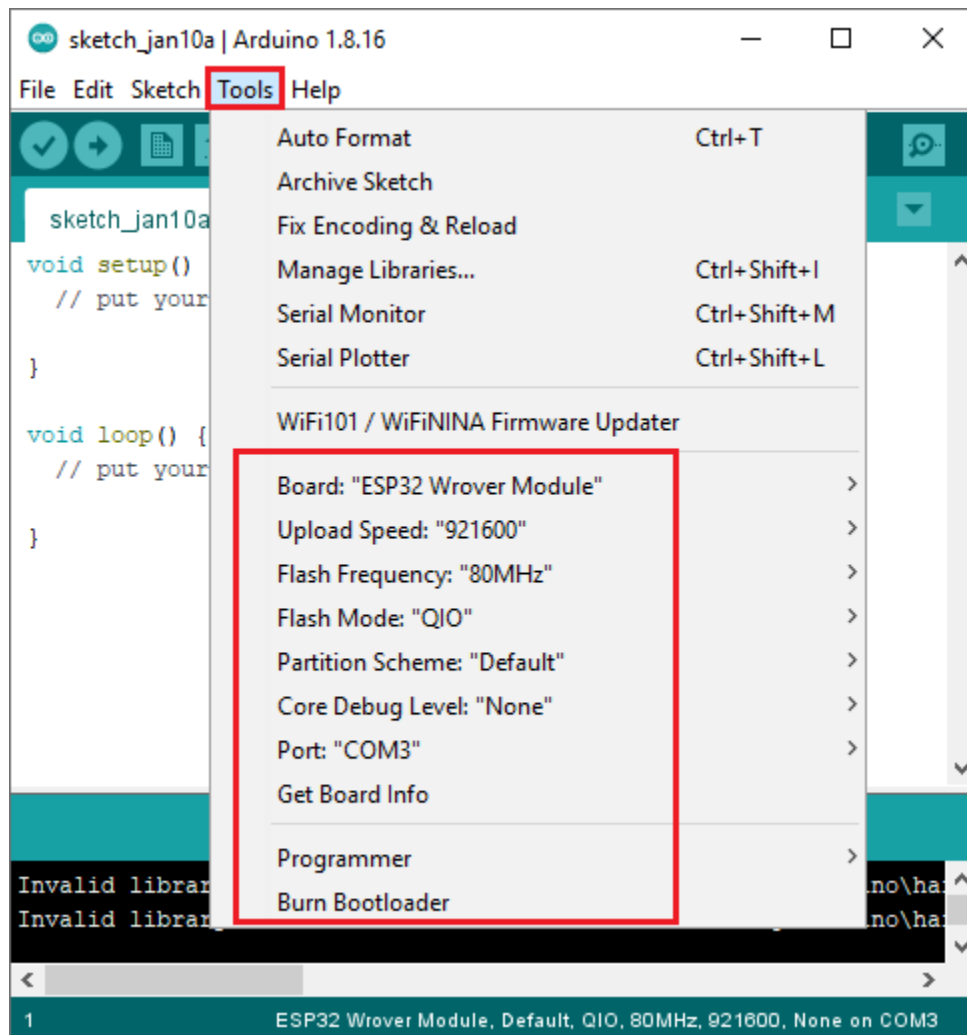 sketch_jan10a | Arduino 1.8.16
File Edit Sketch Tools Help
Auto Format Ctrl+T
Archive Sketch
sketch_jan10a
Fix Encoding & Reload
void setup()
Manage Libraries... Ctrl+Shift+I
// put your
Serial Monitor Ctrl+Shift+M
}
Serial Plotter Ctrl+Shift+L
WiFi101 / WiFiNINA Firmware Updater
void loop() {
// put your
Board: "ESP32 Wrover Module"
Upload Speed: "921600"
}
Flash Frequency: "80MHz"
Flash Mode: "QIO"
Partition Scheme: "Default"
Core Debug Level: "None"
Port: "COM3"
Get Board Info
Programmer
Burn Bootloader
Invalid librar
Invalid
1 ESP32 Wrover Module, Default, QIO, 80MHz, 921600, None on COM3